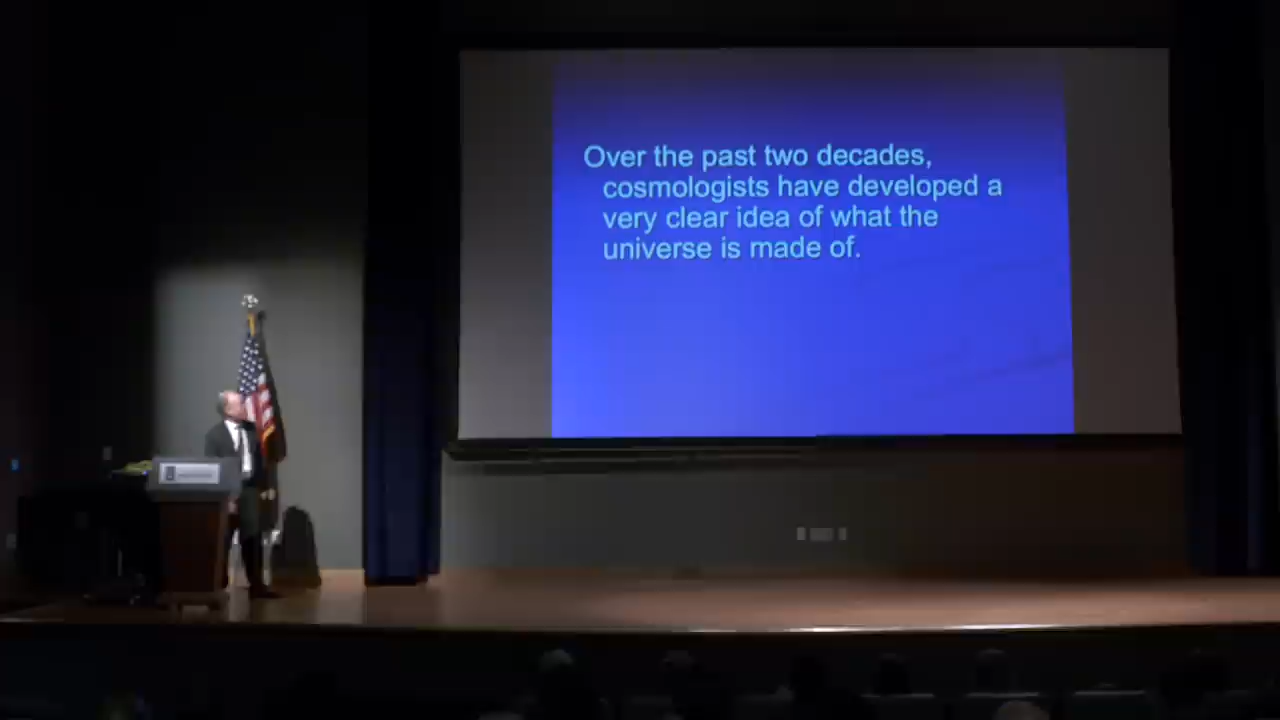 Over the past two decades,
cosmologists have developed a
very clear idea of what the
universe is made of.